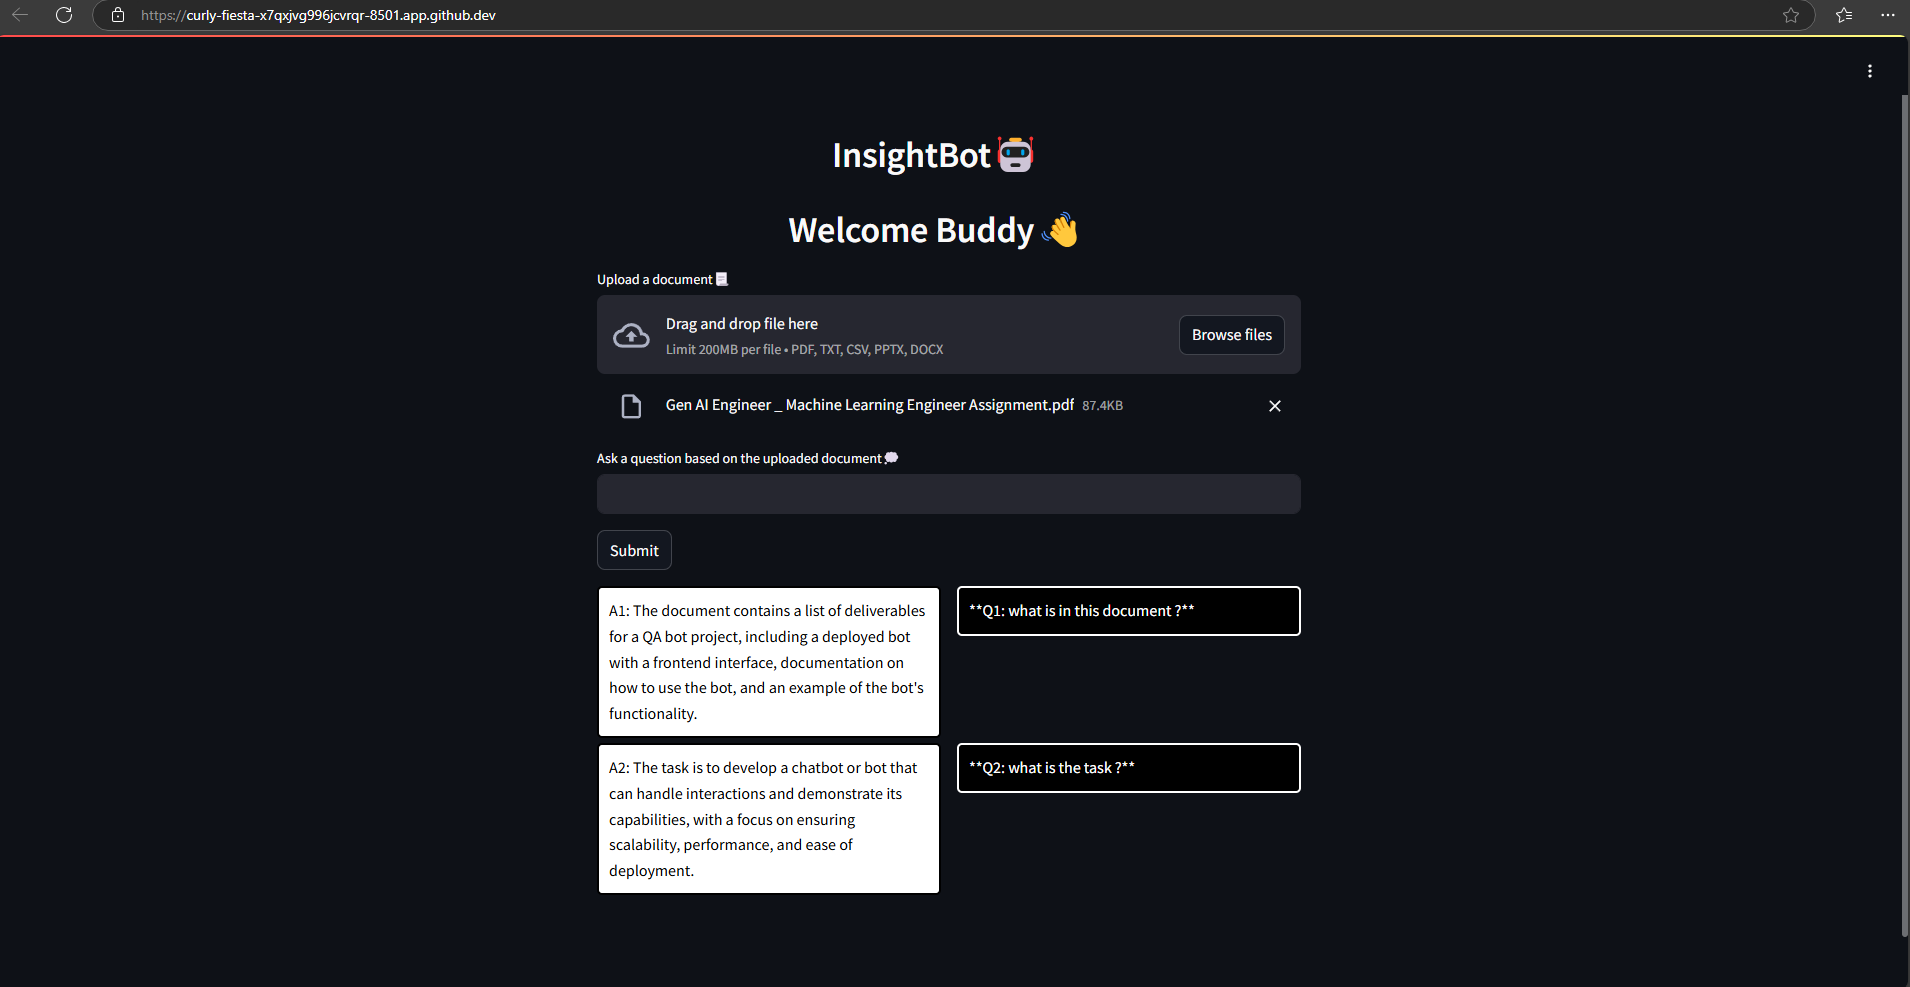 https://curly-fiesta-x7qxjvg996jcvrqr-8501.app.github.dev
InsightBot
Welcome Buddy
Upload a document
Drag and drop file here
Limit 200MB per file • PDF, TXT, CSV, PPTX, DOCX
Browse files
Gen AI Engineer _ Machine Learning Engineer Assignment.pdf 87.4KB
Ask a question based on the uploaded document
Submit
A1: The document contains a list of deliverables
for a QA bot project, including a deployed bot
with a frontend interface, documentation on
how to use the bot, and an example of the bot's
functionality.
**Q1: what is in this document ?**
A2: The task is to develop a chatbot or bot that
can handle interactions and demonstrate its
capabilities, with a focus on ensuring
scalability, performance, and ease of
deployment.
**Q2: what is the task ?**